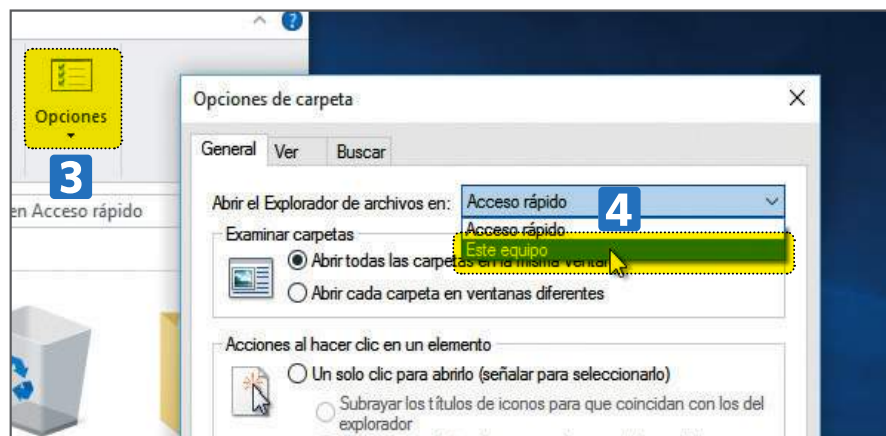 ?
Opciones
3
en Acceso rápido
Opciones de carpeta
General Ver Buscar
Abrir el Explorador de archivos en: Acceso rápido
4
Acceso rápido
Este equipo
Examinar carpetas
Abrir todas las carpetas en la misma
Abrir cada carpeta en ventanas diferentes
Acciones al hacer clic en un elemento
Un solo clic para abrirlo (señalar para seleccionarlo)
Subrayar los títulos de iconos para que coincidan con los del
explorador